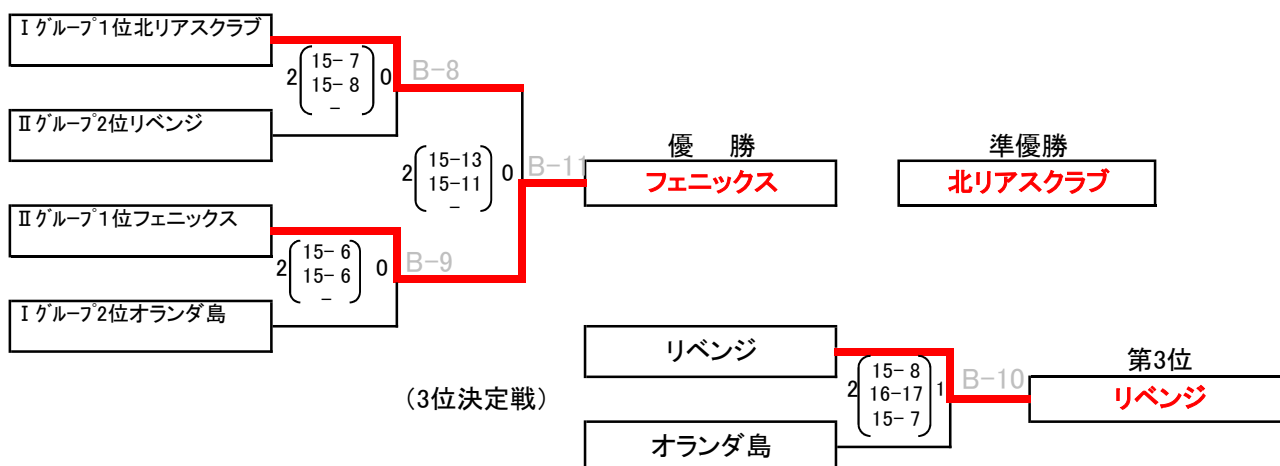 Ⅰグループ1位北リアスクラブ
2 15- 7 0 B-8
15- 8
-
Ⅱグループ2位リベンジ
優 勝 準優勝
2 15-13 0 B-11 フェニックス 北リアスクラブ
15-11
-
Ⅱグループ1位フェニックス
2 15- 6 0 B-9
15- 6
-
Ⅰグループ2位オランダ島
リベンジ 第3位
(3位決定戦) 2 15- 8 1 B-10 リベンジ
16-17
15- 7
オランダ島